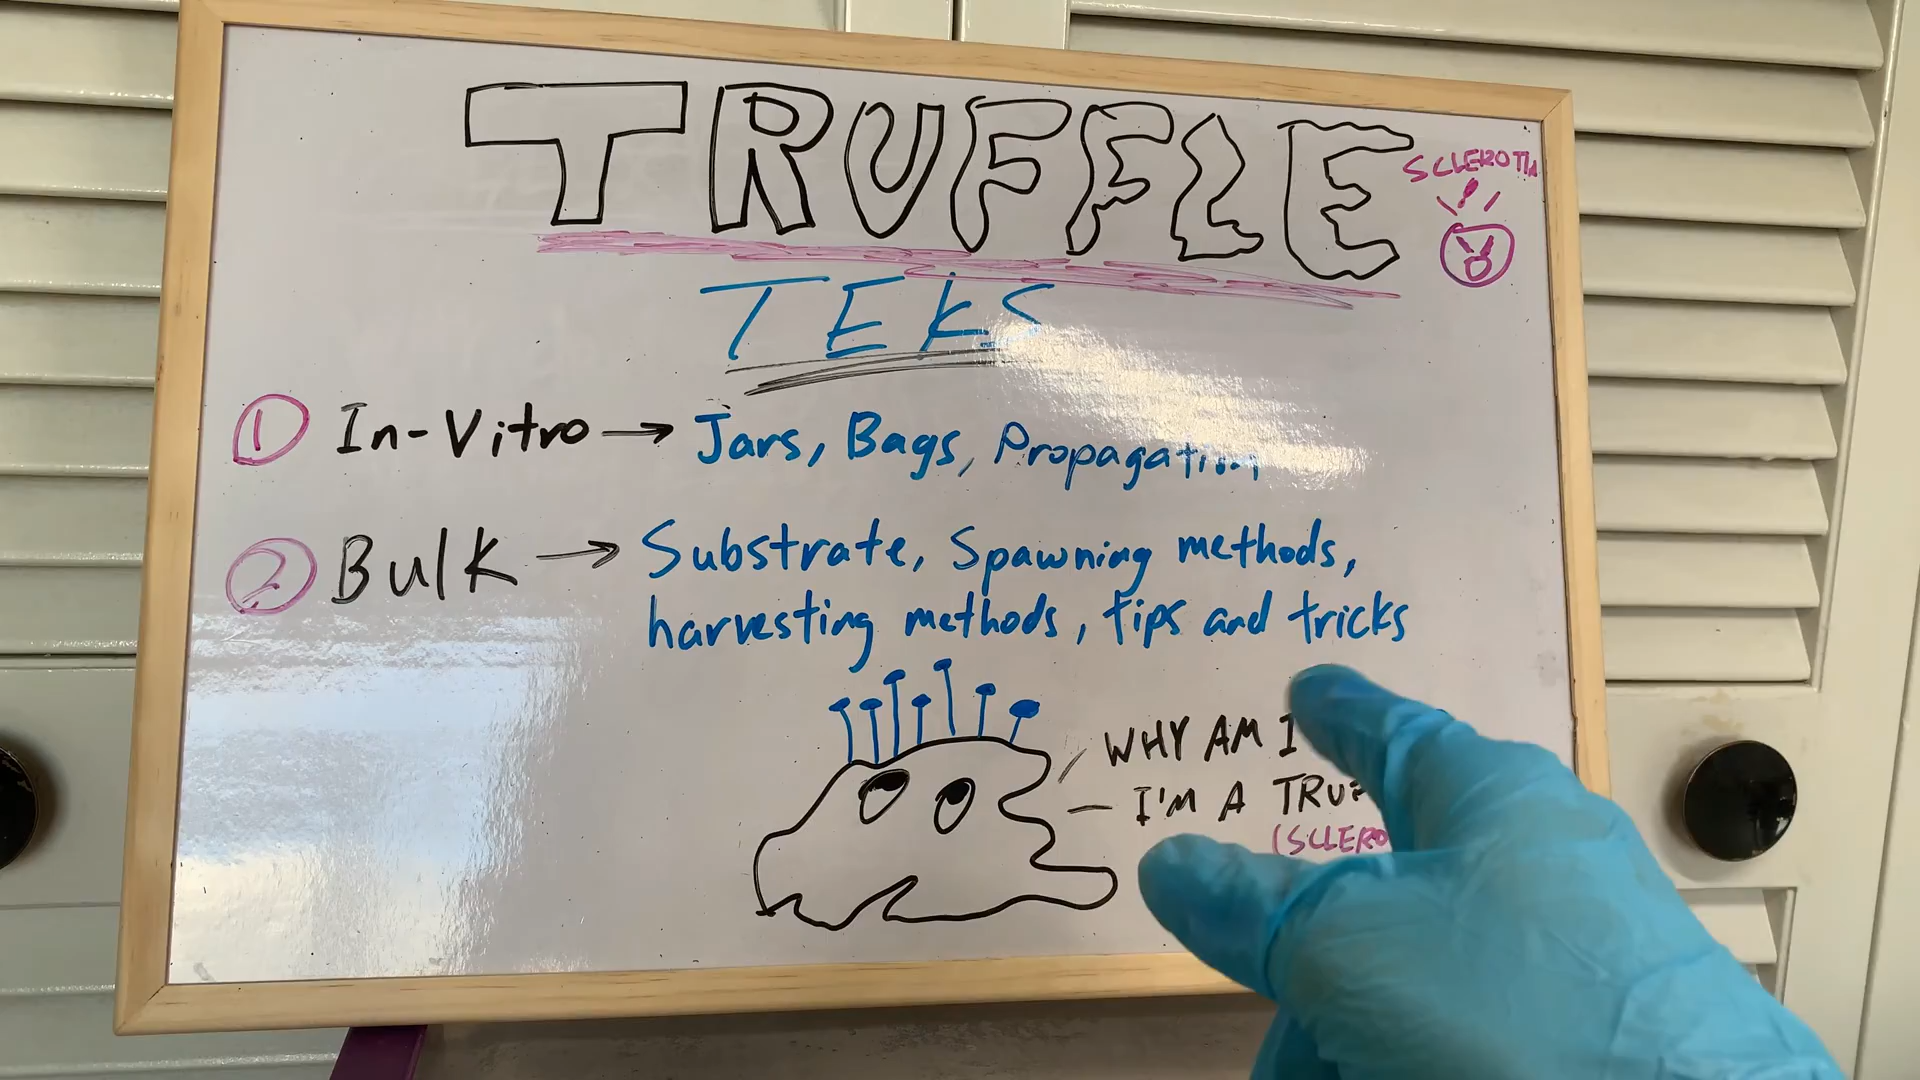 TRUFFLE
SCLEROTIA
TEKS
1 In-Vitro → Jars, Bags, Propagation
2 Bulk → Substrate, Spawning methods,
harvesting methods, tips and tricks
WHY AM I
I'M A